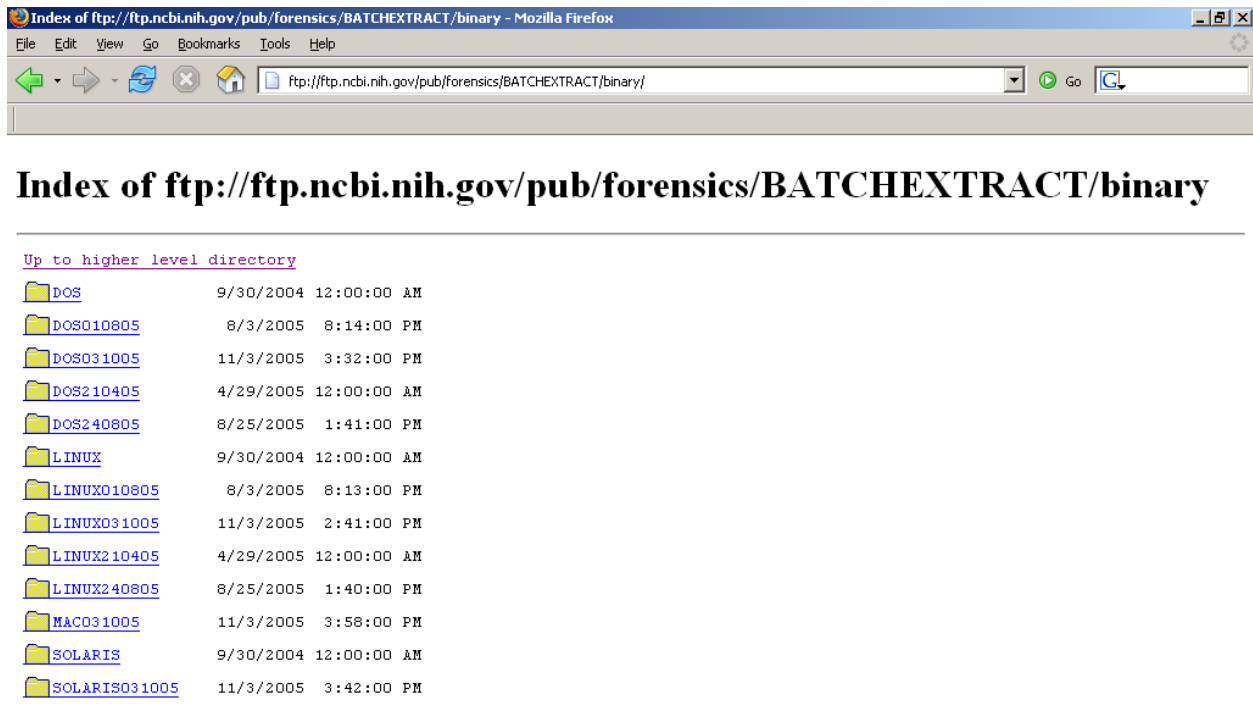 Index of ftp://ftp.ncbi.nih.gov/pub/forensics/BATCHEXTRACT/binary - Mozilla Firefox
File Edit View Go Bookmarks Tools Help
ftp://ftp.ncbi.nih.gov/pub/forensics/BATCHEXTRACT/binary/ Go G
Index of ftp://ftp.ncbi.nih.gov/pub/forensics/BATCHEXTRACT/binary
Up to higher level directory
DOS 9/30/2004 12:00:00 AM
DOS010805 8/3/2005 8:14:00 PM
DOS031005 11/3/2005 3:32:00 PM
DOS210405 4/29/2005 12:00:00 AM
DOS240805 8/25/2005 1:41:00 PM
LINUX 9/30/2004 12:00:00 AM
LINUX010805 8/3/2005 8:13:00 PM
LINUX031005 11/3/2005 2:41:00 PM
LINUX210405 4/29/2005 12:00:00 AM
LINUX240805 8/25/2005 1:40:00 PM
MAC031005 11/3/2005 3:58:00 PM
SOLARIS 9/30/2004 12:00:00 AM
SOLARIS031005 11/3/2005 3:42:00 PM